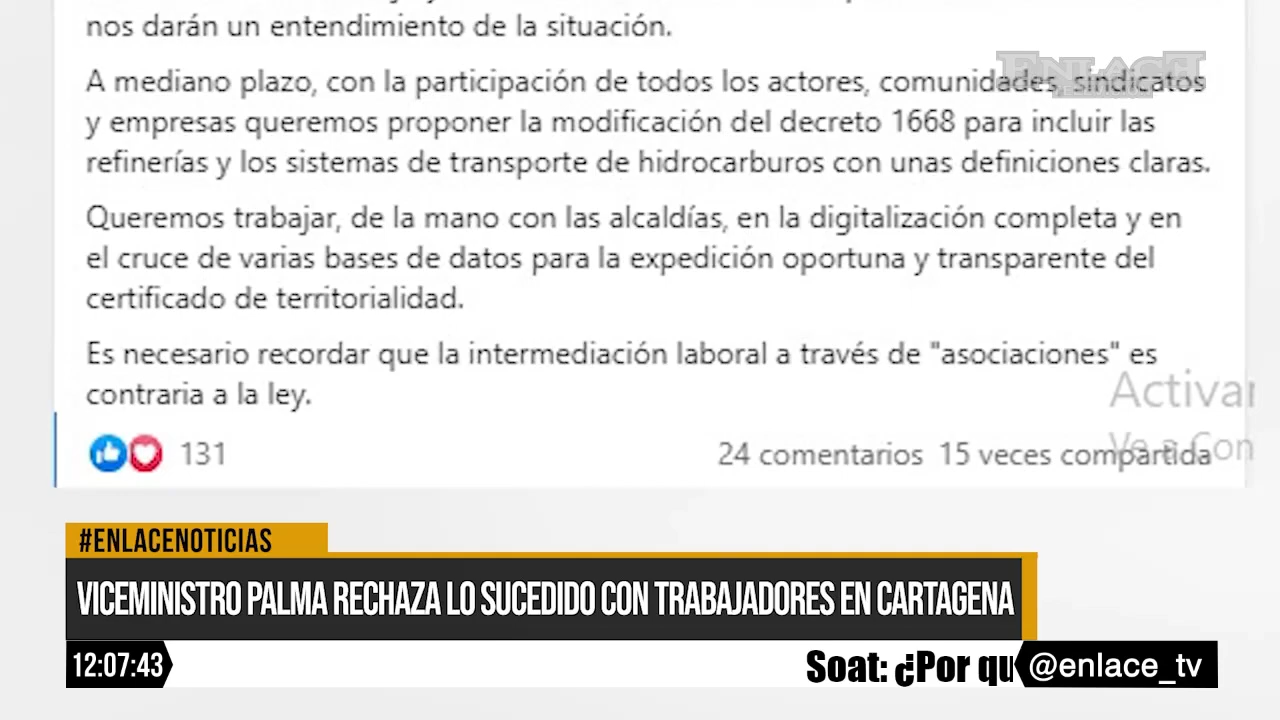 nos darán un entendimiento de la situación.
ENLACE
A mediano plazo, con la participación de todos los actores, comunidades, sindicatos
y empresas queremos proponer la modificación del decreto 1668 para incluir las
refinerías y los sistemas de transporte de hidrocarburos con unas definiciones claras.
Queremos trabajar, de la mano con las alcaldías, en la digitalización completa y en
el cruce de varias bases de datos para la expedición oportuna y transparente del
certificado de territorialidad.
Es necesario recordar que la intermediación laboral a través de "asociaciones" es
contraria a la ley.
Activar
Ve a Con
131
24 comentarios 15 veces compartida
#ENLACENOTICIAS
VICEMINISTRO PALMA RECHAZA LO SUCEDIDO CON TRABAJADORES EN CARTAGENA
12:07:43
Soat: ¿Por qu
@enlace_tv